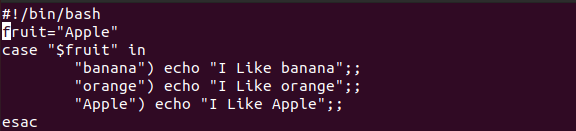 #!/bin/bash
fruit="Apple"
case "$fruit" in
        "banana") echo "I Like banana";;
        "orange") echo "I Like orange";;
        "Apple") echo "I Like Apple";;
esac